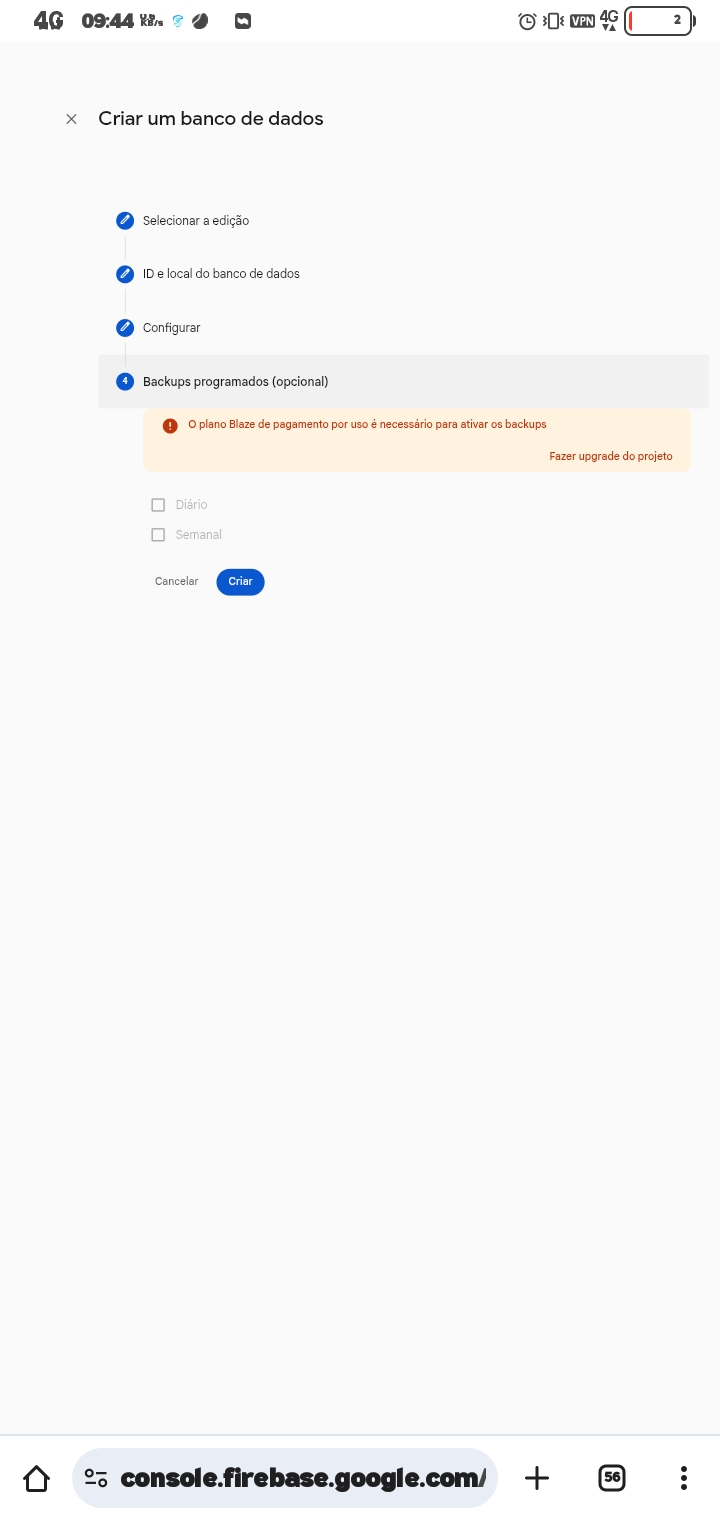 4G 09:44 KB/s VPN 4G 2
Criar um banco de dados
Selecionar a edição
ID e local do banco de dados
Configurar
4 Backups programados (opcional)
O plano Blaze de pagamento por uso é necessário para ativar os backups
Fazer upgrade do projeto
Diário
Semanal
Cancelar Criar
console.firebase.google.com/ 56